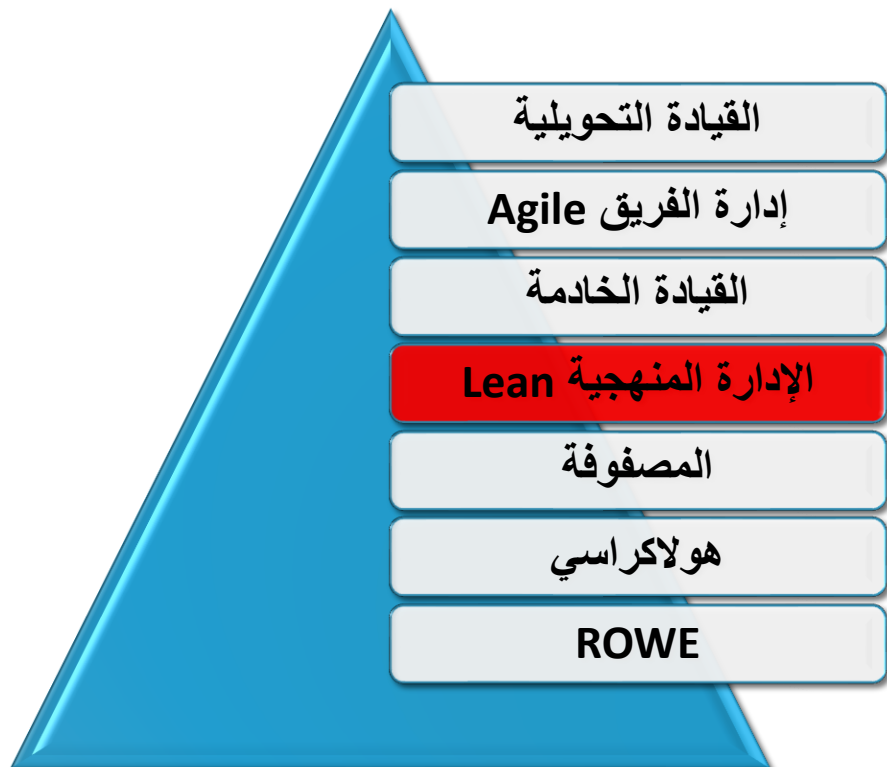 القيادة التحويلية
إدارة الفريق Agile
القيادة الخادمة
الإدارة المنهجية Lean
المصفوفة
هولاكراسي
ROWE